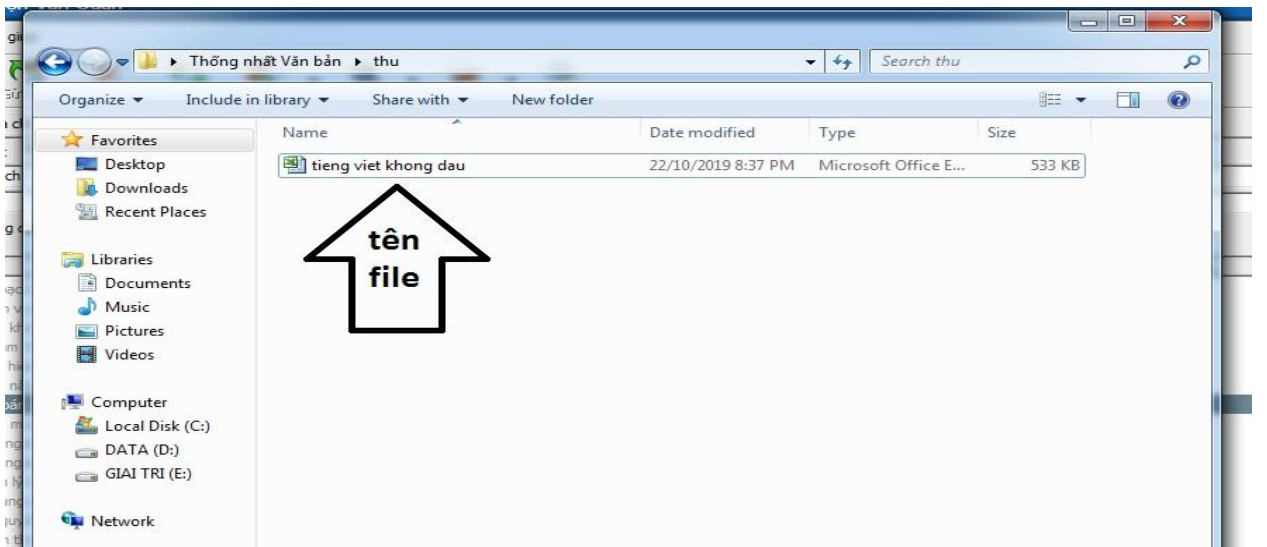 Thống nhất Văn bản ▸ thu
Search thu
Organize
Include in library
Share with
New folder
Name
Date modified
Type
Size
tieng viet khong dau
22/10/2019 8:37 PM
Microsoft Office E...
533 KB
tên
file
Favorites
Desktop
Downloads
Recent Places
Libraries
Documents
Music
Pictures
Videos
Computer
Local Disk (C:)
DATA (D:)
GIAI TRI (E:)
Network